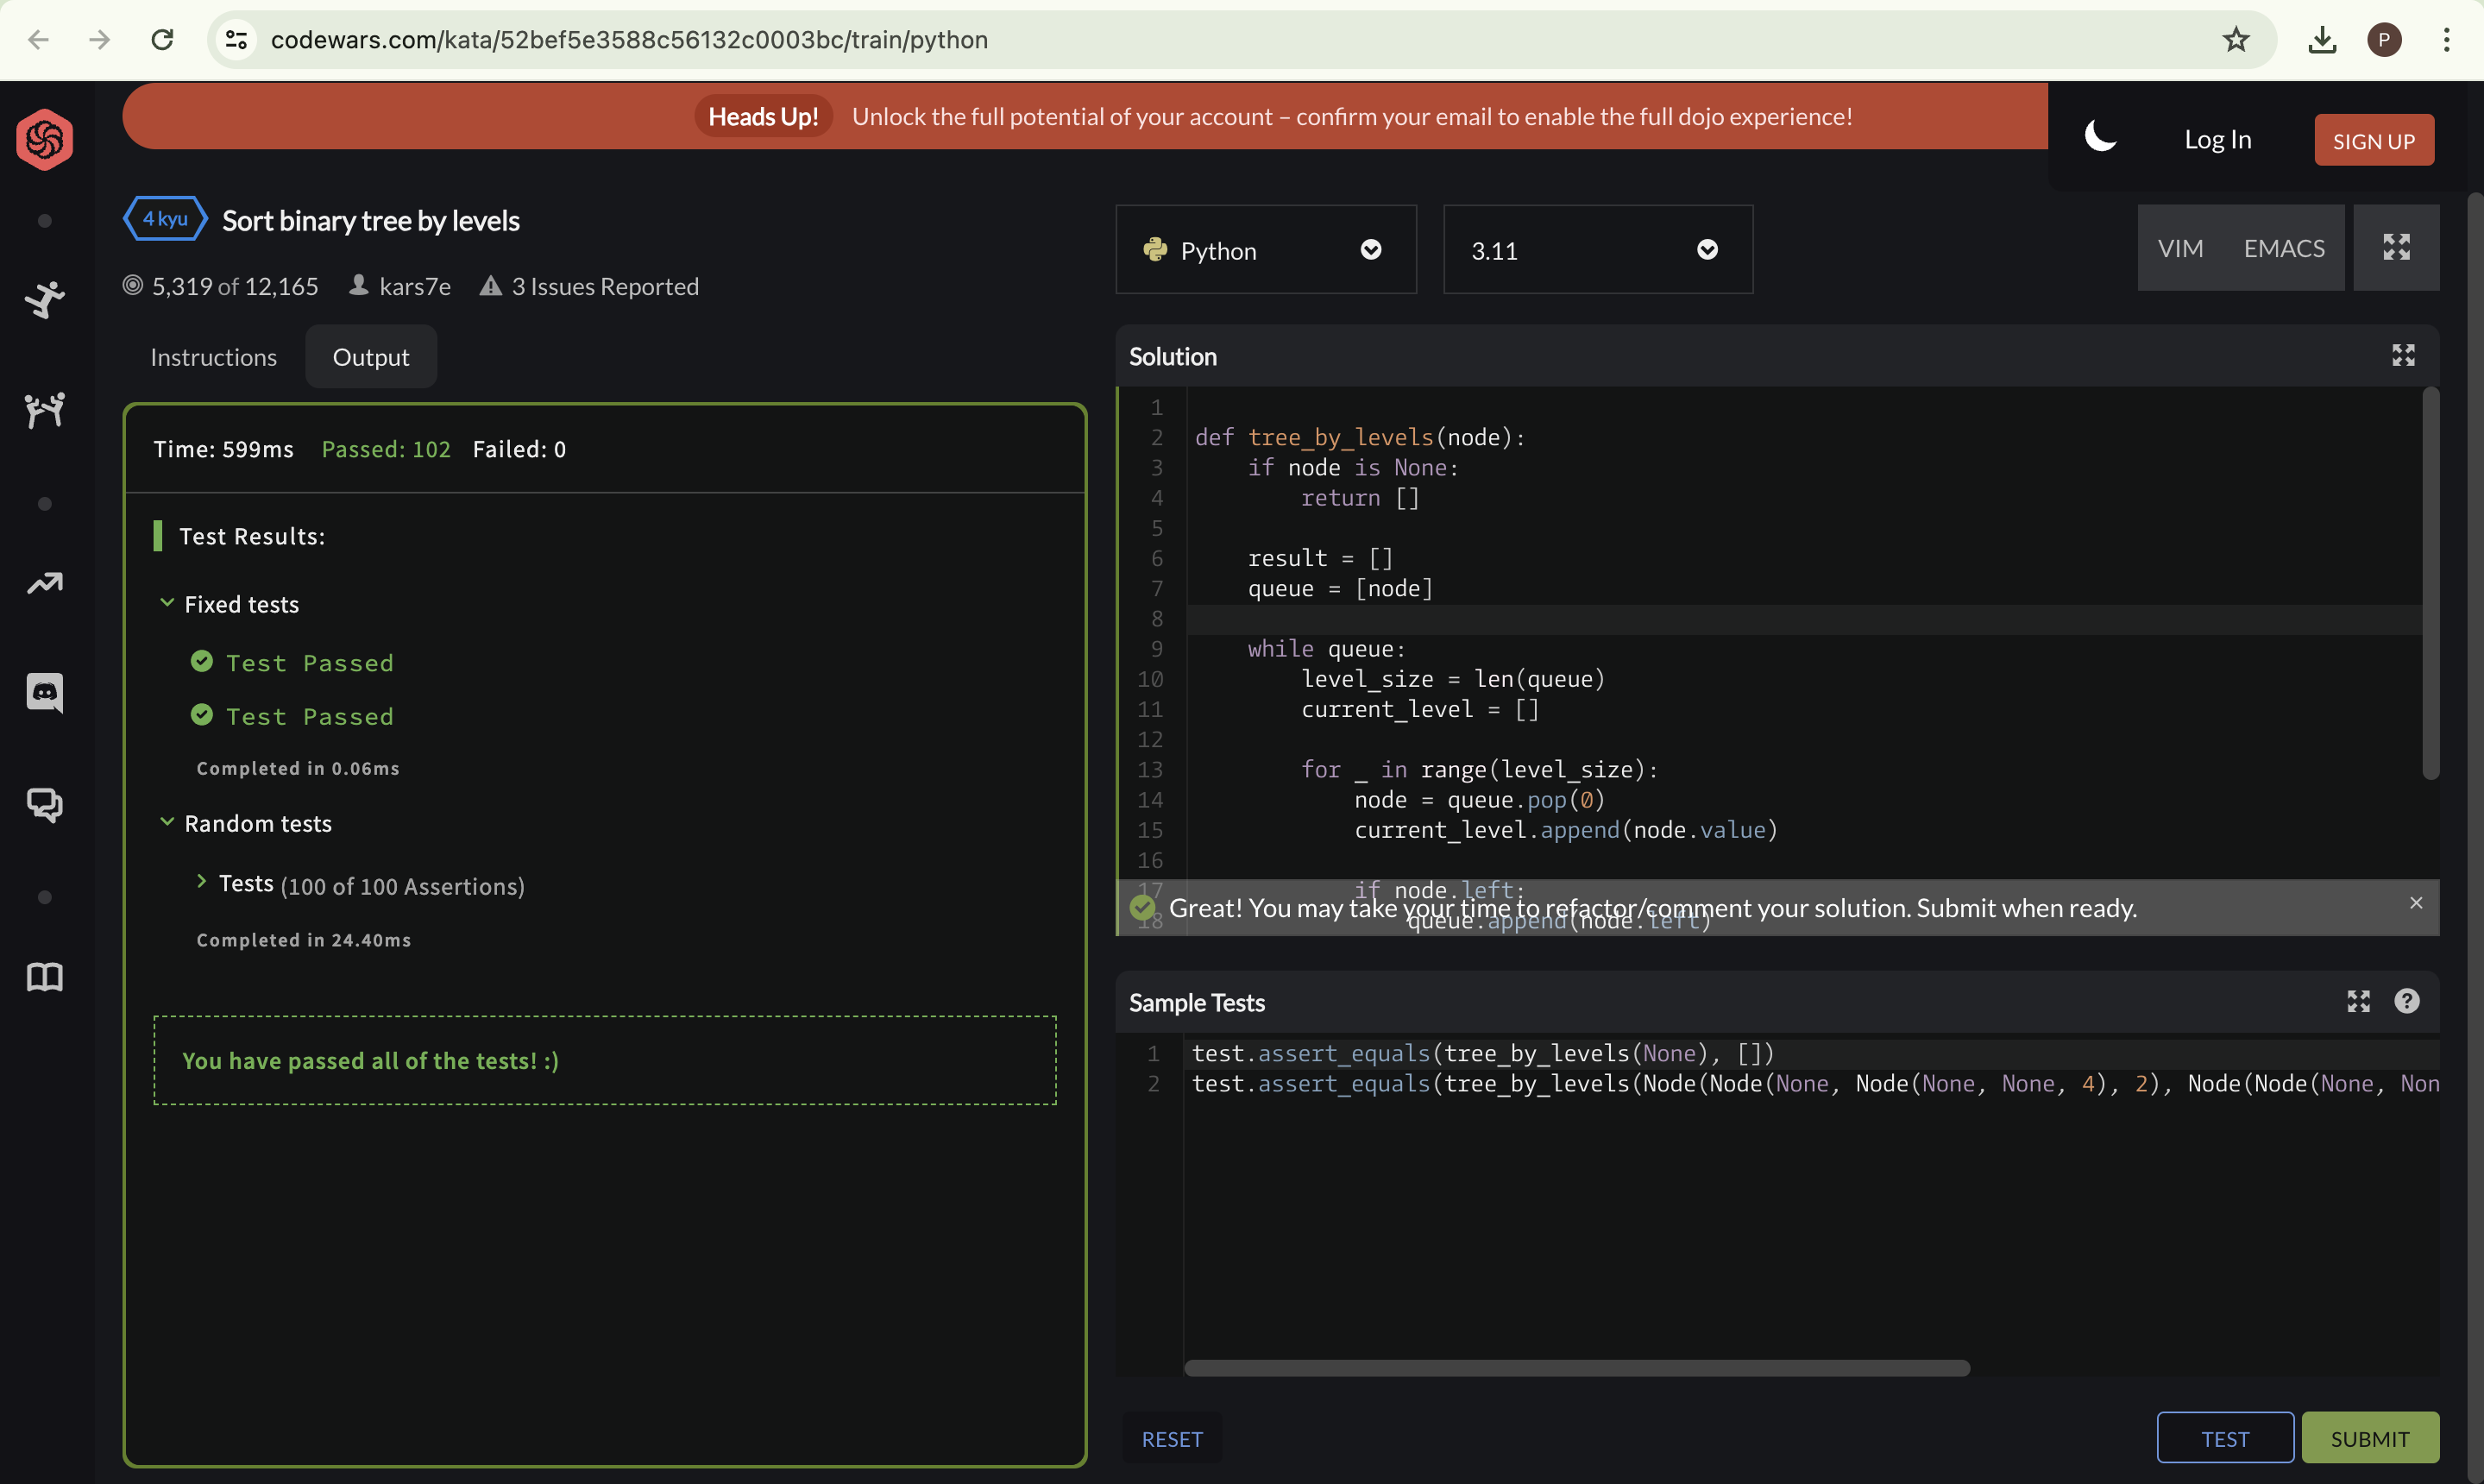 codewars.com/kata/52bef5e3588c56132c0003bc/train/python
P
Heads Up! Unlock the full potential of your account – confirm your email to enable the full dojo experience!
Log In
SIGN UP
4 kyu Sort binary tree by levels
5,319 of 12,165 kars7e 3 Issues Reported
Instructions Output
Time: 599ms Passed: 102 Failed: 0
Test Results:
Fixed tests
Test Passed
Test Passed
Completed in 0.06ms
Random tests
Tests (100 of 100 Assertions)
Completed in 24.40ms
You have passed all of the tests! :)
Python 3.11 VIM EMACS
Solution
1
2 def tree_by_levels(node):
3 if node is None:
4 return []
5
6 result = []
7 queue = [node]
8
9 while queue:
10 level_size = len(queue)
11 current_level = []
12
13 for _ in range(level_size):
14 node = queue.pop(0)
15 current_level.append(node.value)
16
17 if node.left:
18 queue.append(node.left)
Great! You may take your time to refactor/comment your solution. Submit when ready.
Sample Tests
1 test.assert_equals(tree_by_levels(None), [])
2 test.assert_equals(tree_by_levels(Node(Node(None, Node(None, None, 4), 2), Node(Node(None, Non
RESET TEST SUBMIT